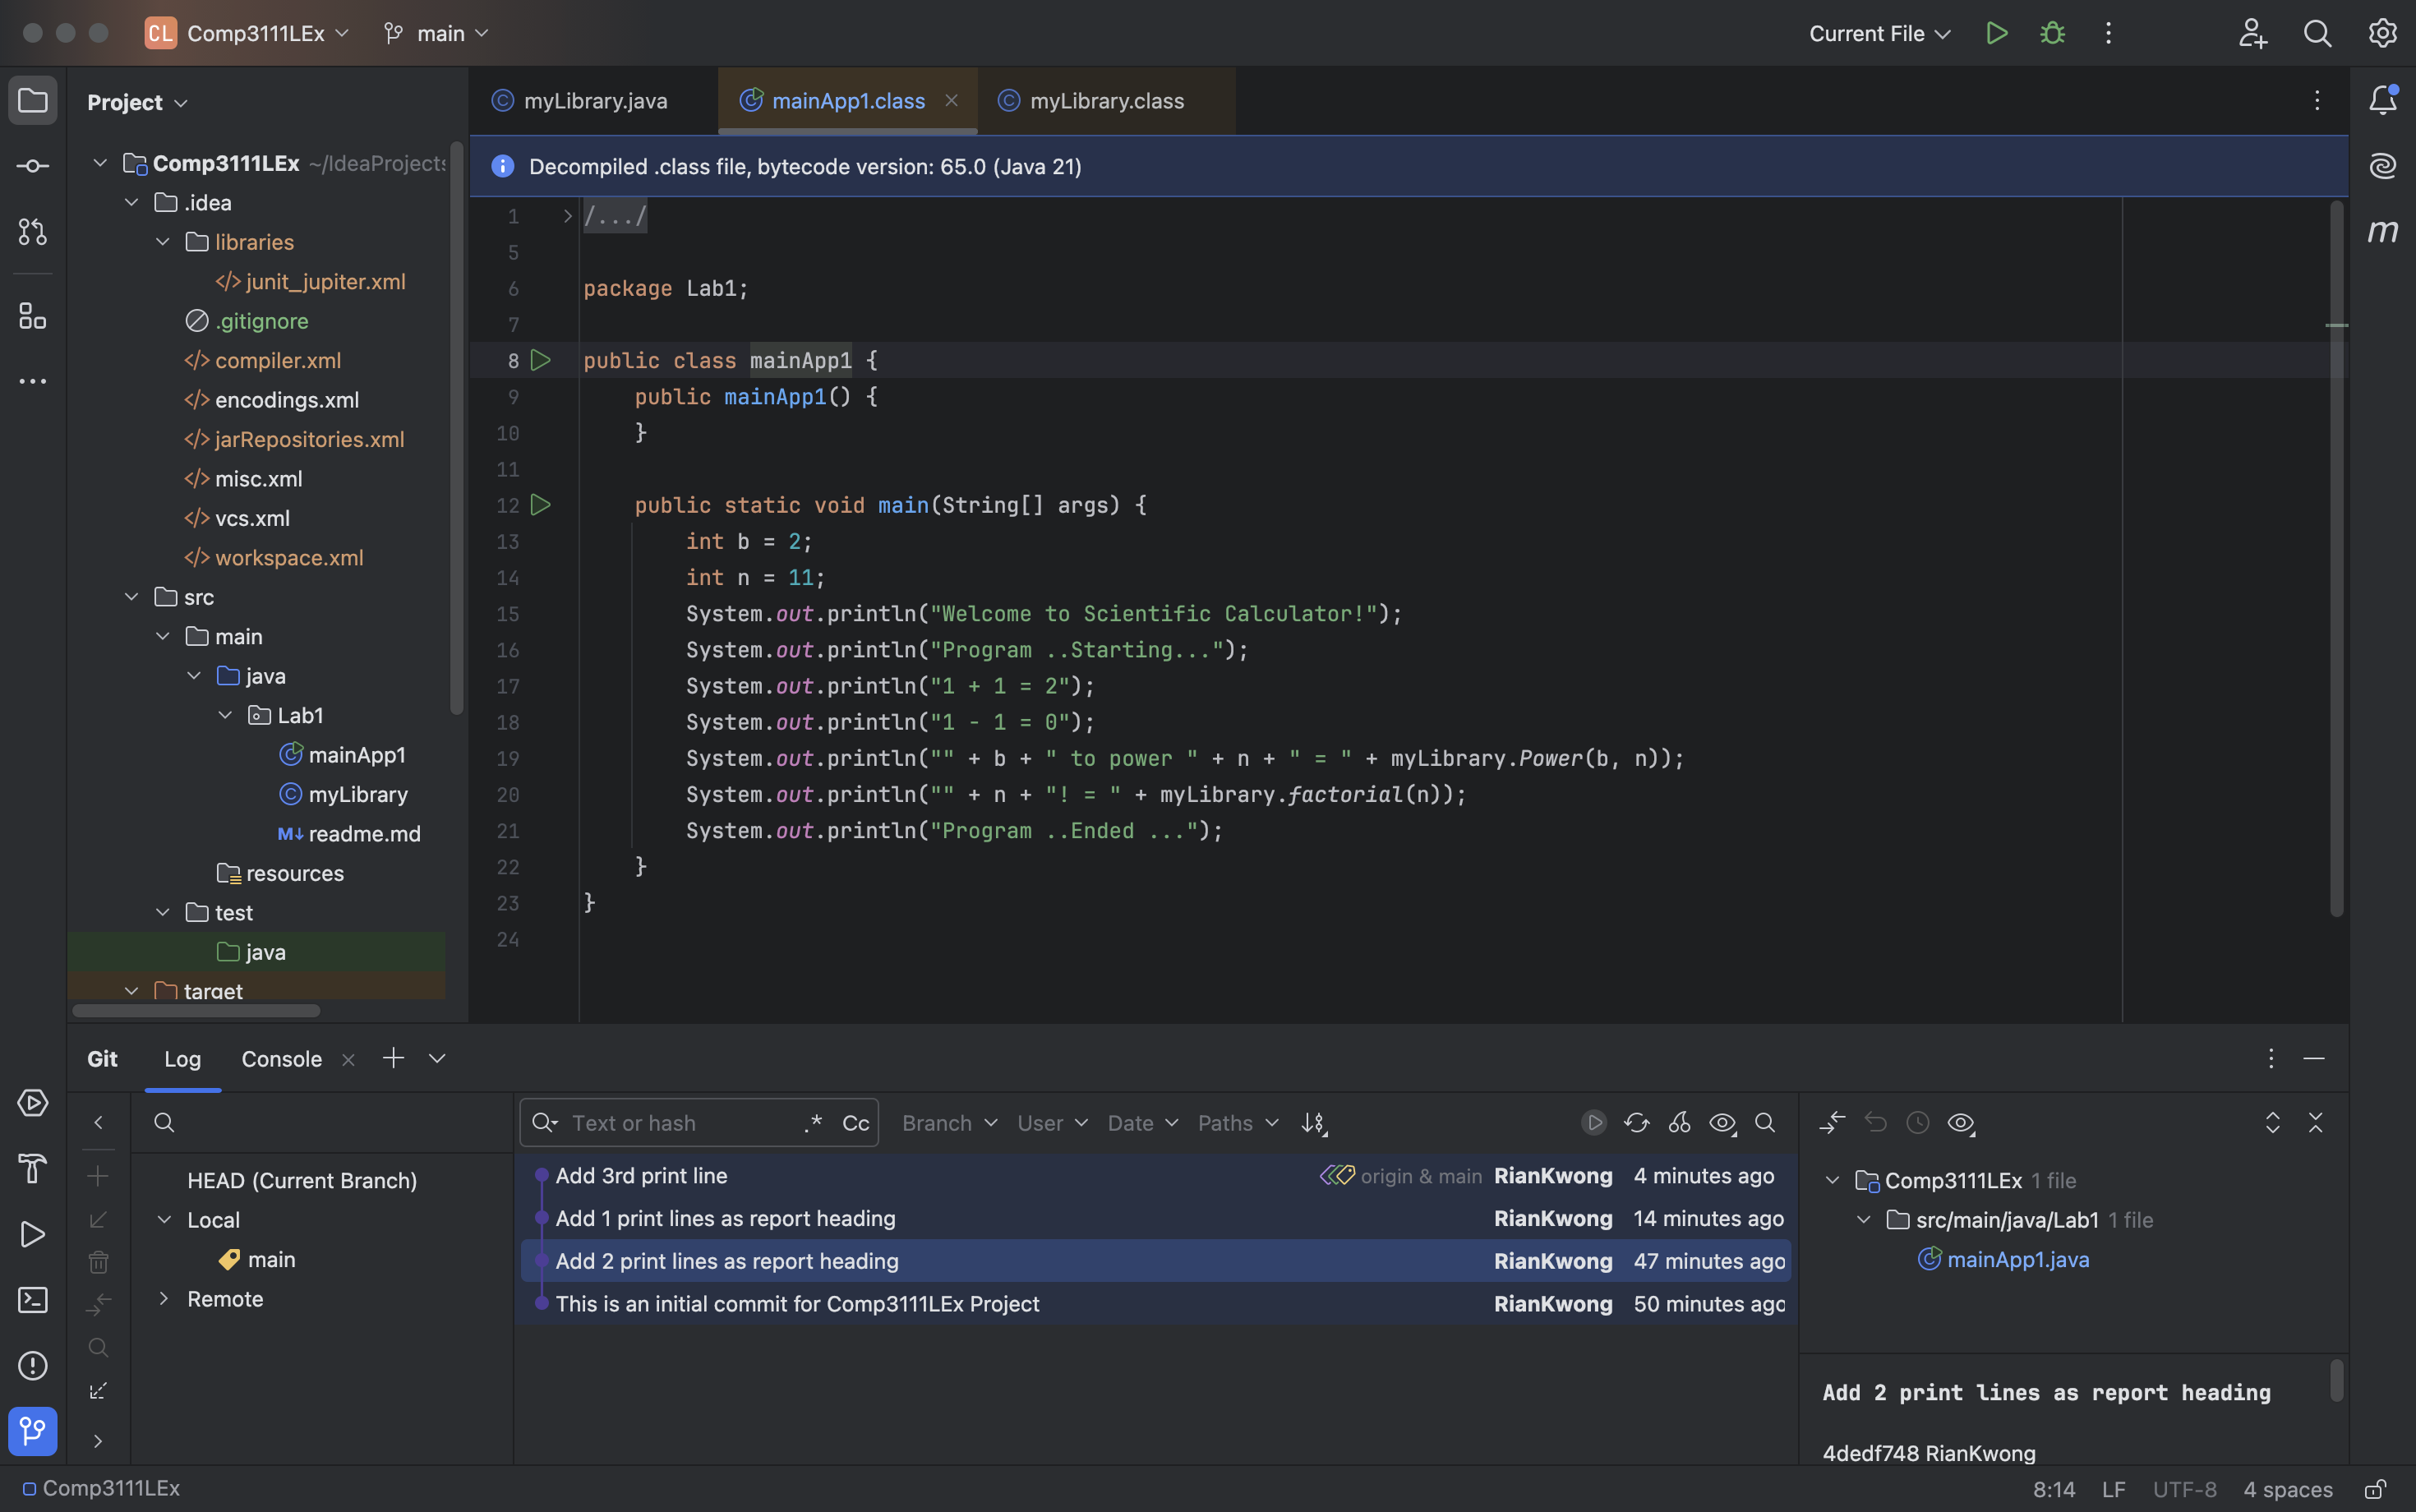 CL Comp3111LEx main Current File
Project
Comp3111LEx ~/IdeaProjects
.idea
libraries
</> junit_jupiter.xml
.gitignore
</> compiler.xml
</> encodings.xml
</> jarRepositories.xml
</> misc.xml
</> vcs.xml
</> workspace.xml
src
main
java
Lab1
mainApp1
myLibrary
M↓ readme.md
resources
test
java
target
myLibrary.java mainApp1.class myLibrary.class
Decompiled .class file, bytecode version: 65.0 (Java 21)
1 /.../
5
6 package Lab1;
7
8 public class mainApp1 {
9 public mainApp1() {
10 }
11
12 public static void main(String[] args) {
13 int b = 2;
14 int n = 11;
15 System.out.println("Welcome to Scientific Calculator!");
16 System.out.println("Program ..Starting...");
17 System.out.println("1 + 1 = 2");
18 System.out.println("1 - 1 = 0");
19 System.out.println("" + b + " to power " + n + " = " + myLibrary.Power(b, n));
20 System.out.println("" + n + "! = " + myLibrary.factorial(n));
21 System.out.println("Program ..Ended ...");
22 }
23 }
24
m
Git Log Console
HEAD (Current Branch)
Local
main
Remote
Text or hash .* Cc Branch User Date Paths
Add 3rd print line origin & main RianKwong 4 minutes ago
Add 1 print lines as report heading RianKwong 14 minutes ago
Add 2 print lines as report heading RianKwong 47 minutes ago
This is an initial commit for Comp3111LEx Project RianKwong 50 minutes ago
Comp3111LEx 1 file
src/main/java/Lab1 1 file
mainApp1.java
Add 2 print lines as report heading
4dedf748 RianKwong
Comp3111LEx 8:14 LF UTF-8 4 spaces